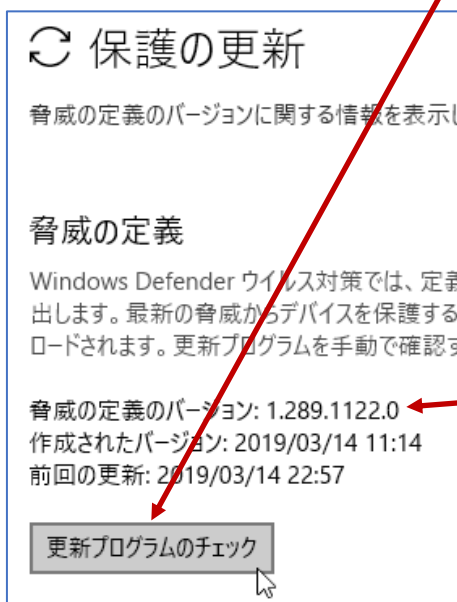 保護の更新
脅威の定義のバージョンに関する情報を表示し
脅威の定義
Windows Defender ウイルス対策では、定義
出します。最新の脅威からデバイスを保護する
ロードされます。更新プログラムを手動で確認す
脅威の定義のバージョン: 1.289.1122.0
作成されたバージョン: 2019/03/14 11:14
前回の更新: 2019/03/14 22:57
更新プログラムのチェック